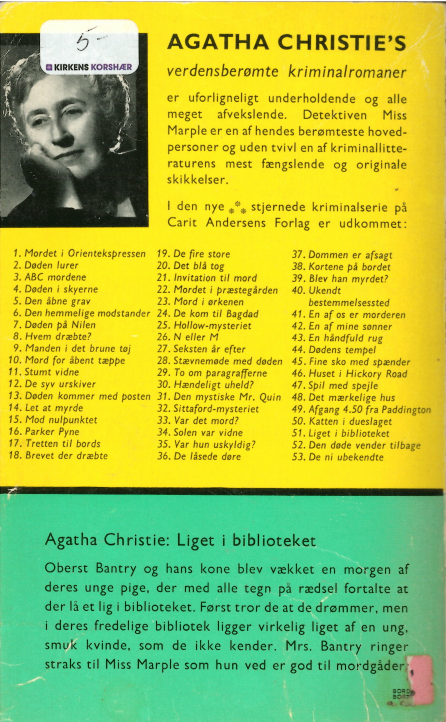 5-
KIRKENS KORSHÆR
AGATHA CHRISTIE'S
verdensberømte kriminalromaner
er uforligneligt underholdende og alle
meget afvekslende. Detektiven Miss
Marple er en af hendes berømteste hoved-
personer og uden tvivl en af kriminallitte-
raturens mest fængslende og originale
skikkelser.
I den nye *** stjernede kriminalserie på
Carit Andersens Forlag er udkommet:
1. Mordet i Orientekspressen
2. Døden lurer
3. ABC mordene
4. Døden i skyerne
5. Den åbne grav
6. Den hemmelige modstander
7. Døden på Nilen
8. Hvem dræbte?
9. Manden i det brune tøj
10. Mord for åbent tæppe
11. Stumt vidne
12. De syv urskiver
13. Døden kommer med posten
14. Let at myrde
15. Mod nulpunktet
16. Parker Pyne
17. Tretten til bords
18. Brevet der dræbte
19. De fire store
20. Det blå tog
21. Invitation til mord
22. Mordet i præstegården
23. Mord i ørkenen
24. De kom til Bagdad
25. Hollow-mysteriet
26. N eller M
27. Seksten år efter
28. Stævnemøde med døden
29. To om paragrafferne
30. Hændeligt uheld?
31. Den mystiske Mr. Quin
32. Sittaford-mysteriet
33. Var det mord?
34. Solen var vidne
35. Var hun uskyldig?
36. De låsede døre
37. Dommen er afsagt
38. Kortene på bordet
39. Blev han myrdet?
40. Ukendt
bestemmelsessted
41. En af os er morderen
42. En af mine sønner
43. En håndfuld rug
44. Dødens tempel
45. Fine sko med spænder
46. Huset i Hickory Road
47. Spil med spejle
48. Det mærkelige hus
49. Afgang 4.50 fra Paddington
50. Katten i dueslaget
51. Liget i biblioteket
52. Den døde vender tilbage
53. De ni ubekendte
Agatha Christie: Liget i biblioteket
Oberst Bantry og hans kone blev vækket en morgen af
deres unge pige, der med alle tegn på rædsel fortalte at
der lå et lig i biblioteket. Først tror de at de drømmer, men
i deres fredelige bibliotek ligger virkelig liget af en ung,
smuk kvinde, som de ikke kender. Mrs. Bantry ringer
straks til Miss Marple som hun ved er god til mordgåder.